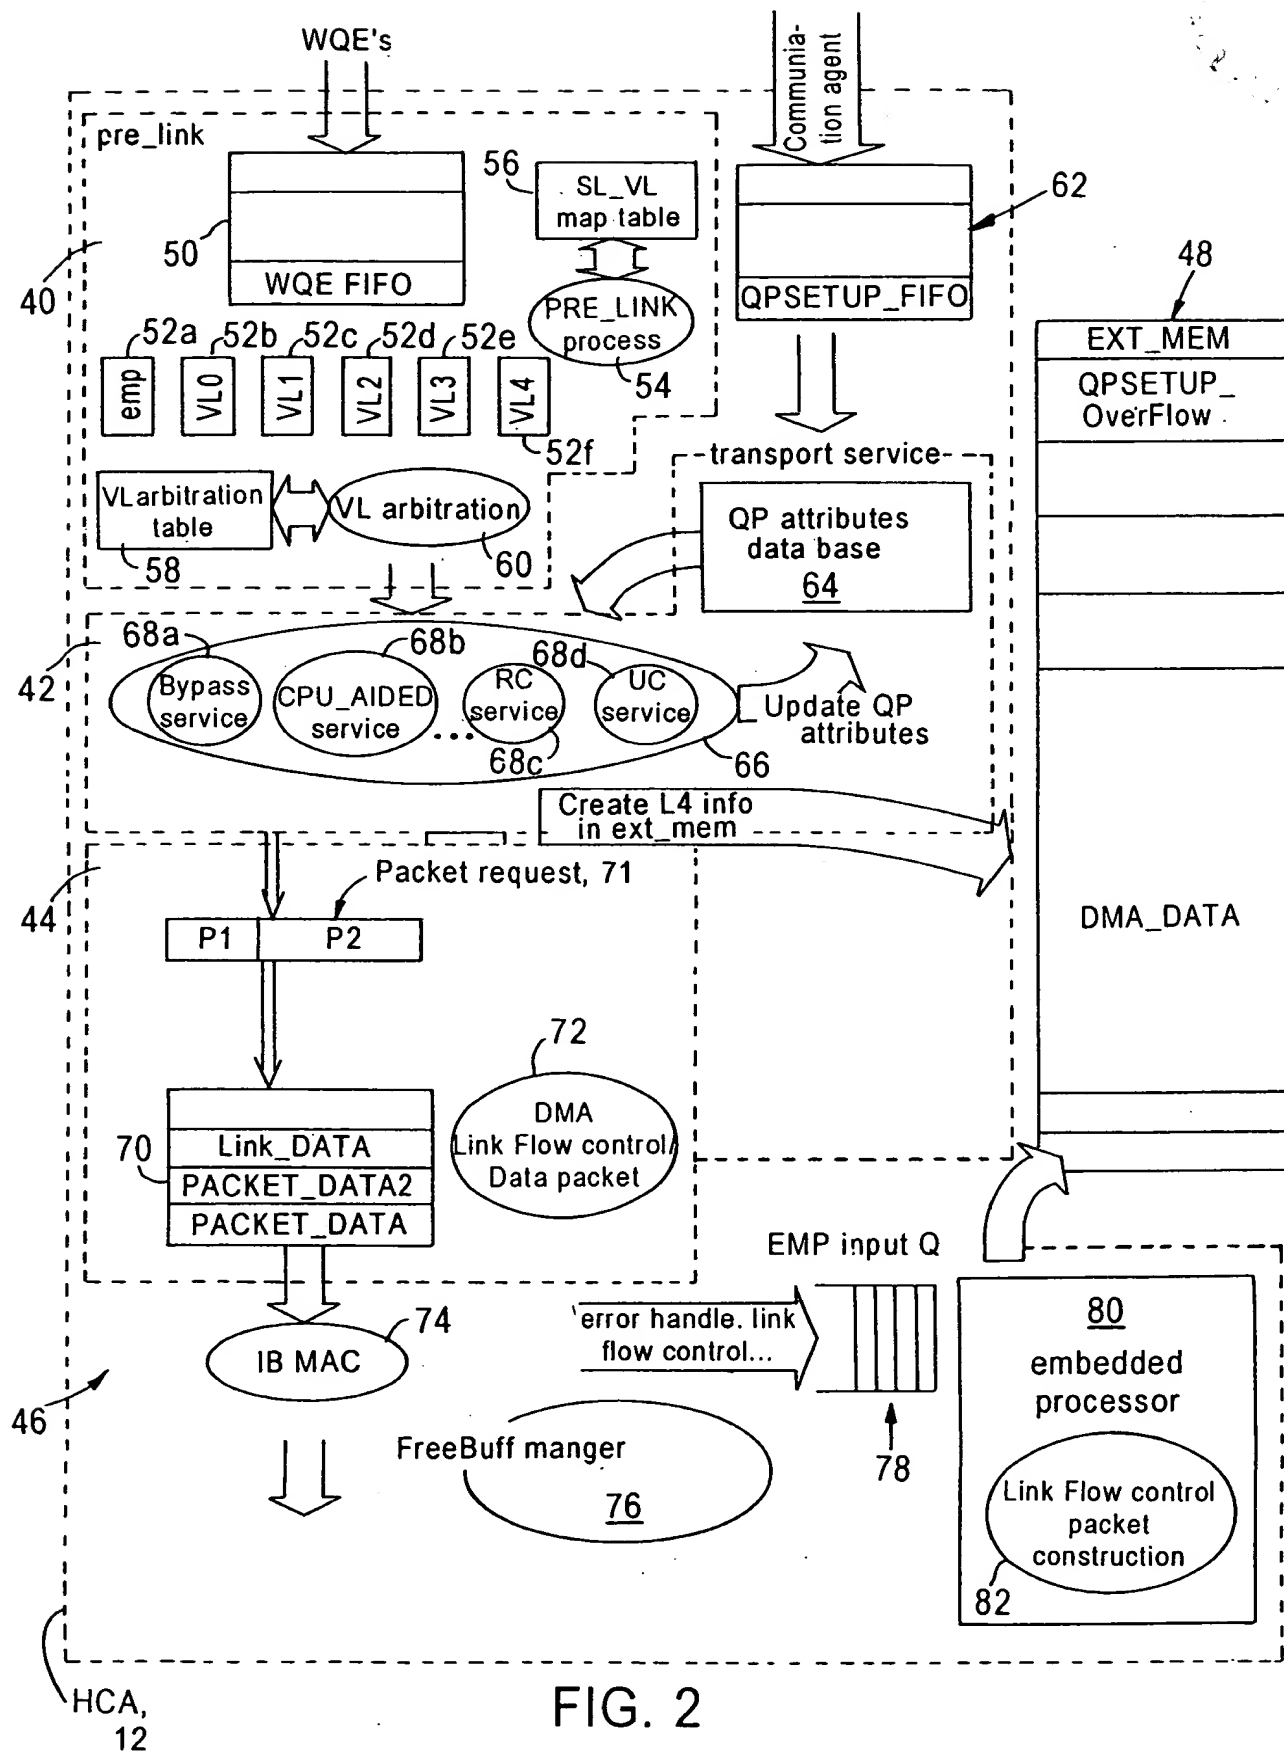 WQE's
Communia-
tion agent
pre_link
56
SL_VL
map table
62
50
40
WQE FIFO
PRE_LINK
process
QPSETUP_FIFO
48
52a
52b
52c
52d
52e
54
EXT_MEM
emp
VL0
VL1
VL2
VL3
VL4
QPSETUP_
OverFlow
52f
transport service
VLarbitration
table
58
VL arbitration
60
QP attributes
data base
64
42
68a
68b
68d
Bypass
service
CPU_AIDED
service
...
RC
service
UC
service
68c
66
Update QP
attributes
Create L4 info
in ext_mem
44
Packet request, 71
P1
P2
DMA_DATA
72
DMA
Link Flow control/
Data packet
70
Link_DATA
PACKET_DATA2
PACKET_DATA
EMP input Q
74
IB MAC
error handle. link
flow control...
78
80
embedded
processor
46
FreeBuff manger
76
Link Flow control
packet
construction
82
HCA,
12
FIG. 2